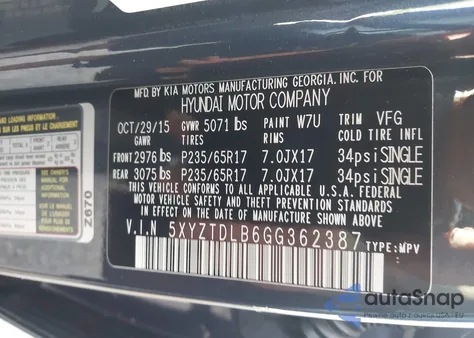 MFD. BY KIA MOTORS MANUFACTURING GEORGIA. INC. FOR
HYUNDAI MOTOR COMPANY
OCT/29/15 GVWR 5071 lbs PAINT W7U TRIM VFG
GAWR TIRES RIMS COLD TIRE INFL
FRONT 2976 lbs P235/65R17 7.0JX17 34psi SINGLE
REAR 3075 lbs P235/65R17 7.0JX17 34psi SINGLE
THIS VEHICLE CONFORMS TO ALL APPLICABLE U.S.A. FEDERAL
MOTOR VEHICLE SAFETY AND THEFT PREVENTION STANDARDS
IN EFFECT ON THE DATE OF MANUFACTURE SHOWN ABOVE.
V.I.N 5XYZTDLB6GG362387 TYPE: MPV
AND LOADING INFORMATION
Z670
autoSnap